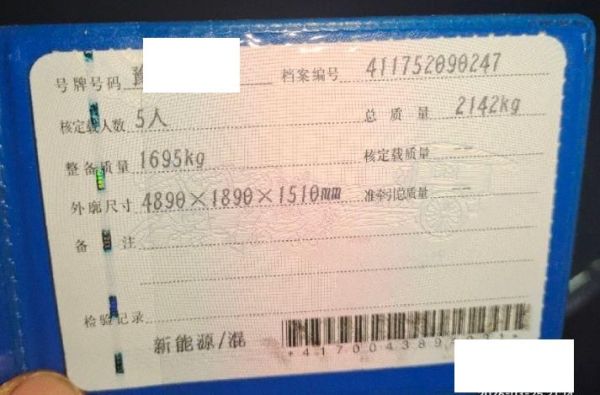 号牌号码 豫 档案编号 411752090247
核定载人数 5人 总质量 2142kg
整备质量 1695kg 核定载质量 --
外廓尺寸 4890×1890×1510mm 准牵引总质量 --
备注
检验记录
新能源/混